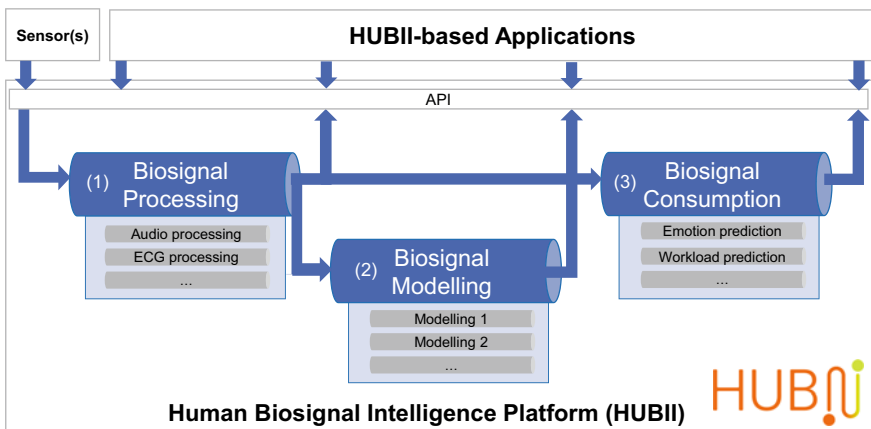 Sensor(s)
HUBII-based Applications
API
(1)
Biosignal
Processing
Audio processing
ECG processing
...
(2)
Biosignal
Modelling
Modelling 1
Modelling 2
...
(3)
Biosignal
Consumption
Emotion prediction
Workload prediction
...
Human Biosignal Intelligence Platform (HUBII)
HUBII